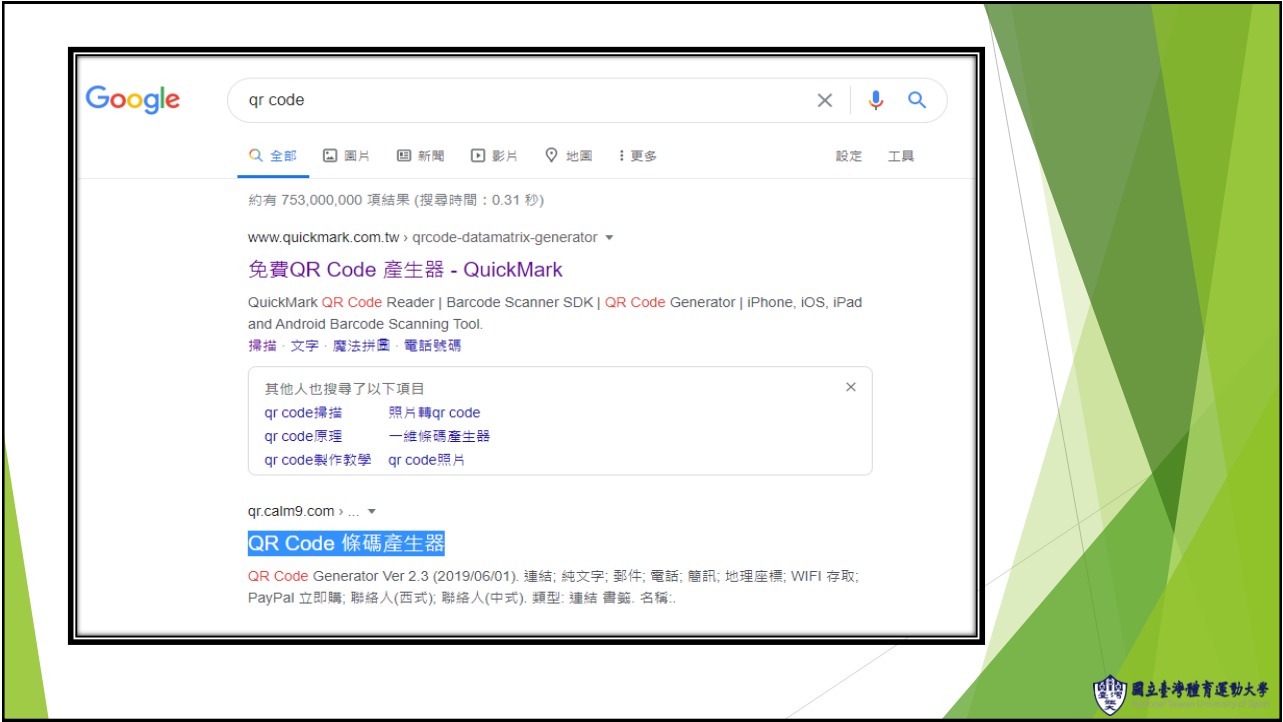 Google
qr code
全部 圖片 新聞 影片 地圖 更多 設定 工具
約有 753,000,000 項結果 (搜尋時間：0.31 秒)
www.quickmark.com.tw › qrcode-datamatrix-generator
免費QR Code 產生器 - QuickMark
QuickMark QR Code Reader | Barcode Scanner SDK | QR Code Generator | iPhone, iOS, iPad
and Android Barcode Scanning Tool.
掃描 · 文字 · 魔法拼圖 · 電話號碼
其他人也搜尋了以下項目
qr code掃描 照片轉qr code
qr code原理 一維條碼產生器
qr code製作教學 qr code照片
qr.calm9.com › ...
QR Code 條碼產生器
QR Code Generator Ver 2.3 (2019/06/01). 連結; 純文字; 郵件; 電話; 簡訊; 地理座標; WIFI 存取;
PayPal 立即購; 聯絡人(西式); 聯絡人(中式). 類型: 連結 書籤. 名稱:.
國立臺灣體育運動大學
National Taiwan University of Sport